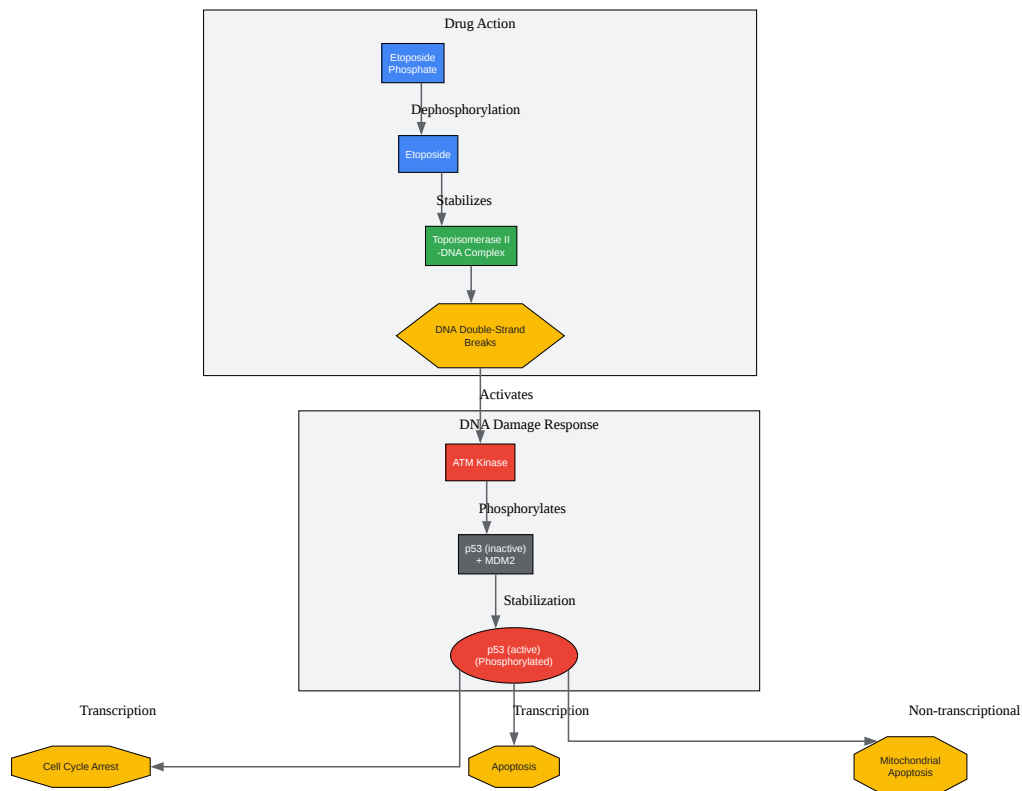 Drug Action
Etoposide
Phosphate
Dephosphorylation
Etoposide
Stabilizes
Topoisomerase II
-DNA Complex
DNA Double-Strand
Breaks
Activates
DNA Damage Response
ATM Kinase
Phosphorylates
p53 (inactive)
+ MDM2
Stabilization
p53 (active)
(Phosphorylated)
Transcription
Transcription
Non-transcriptional
Cell Cycle Arrest
Apoptosis
Mitochondrial
Apoptosis